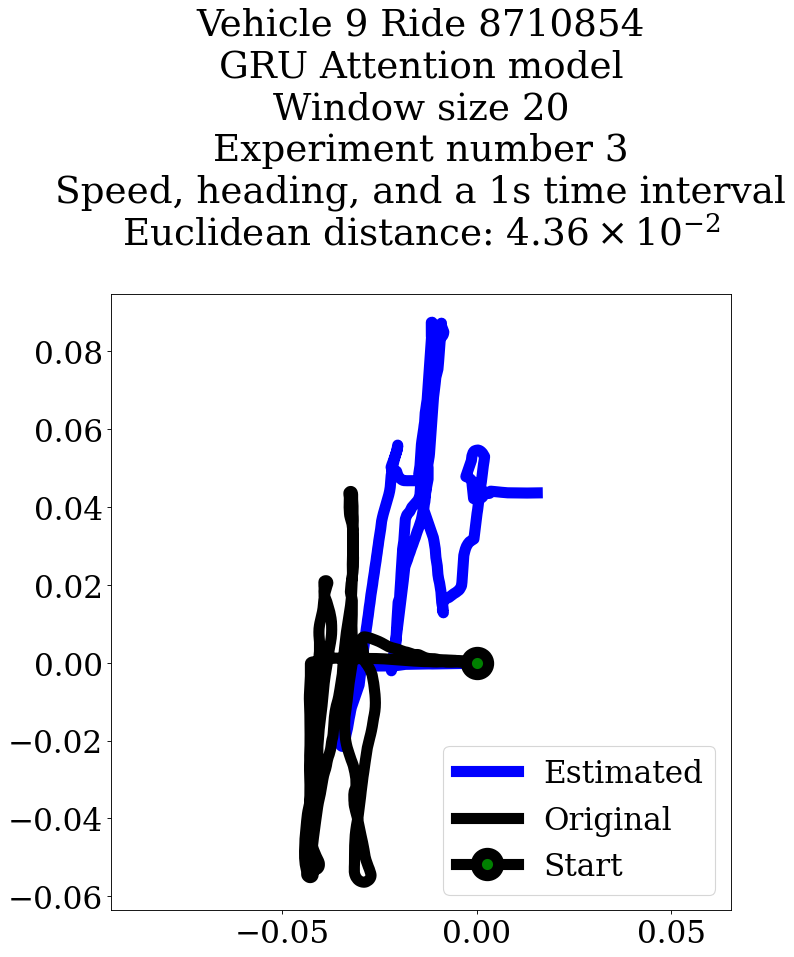 Vehicle 9 Ride 8710854
GRU Attention model
Window size 20
Experiment number 3
Speed, heading, and a 1s time interval
Euclidean distance: 4.36 × 10⁻²
0.08
0.06
0.04
0.02
0.00
−0.02
−0.04
−0.06
−0.05
0.00
0.05
Estimated
Original
Start